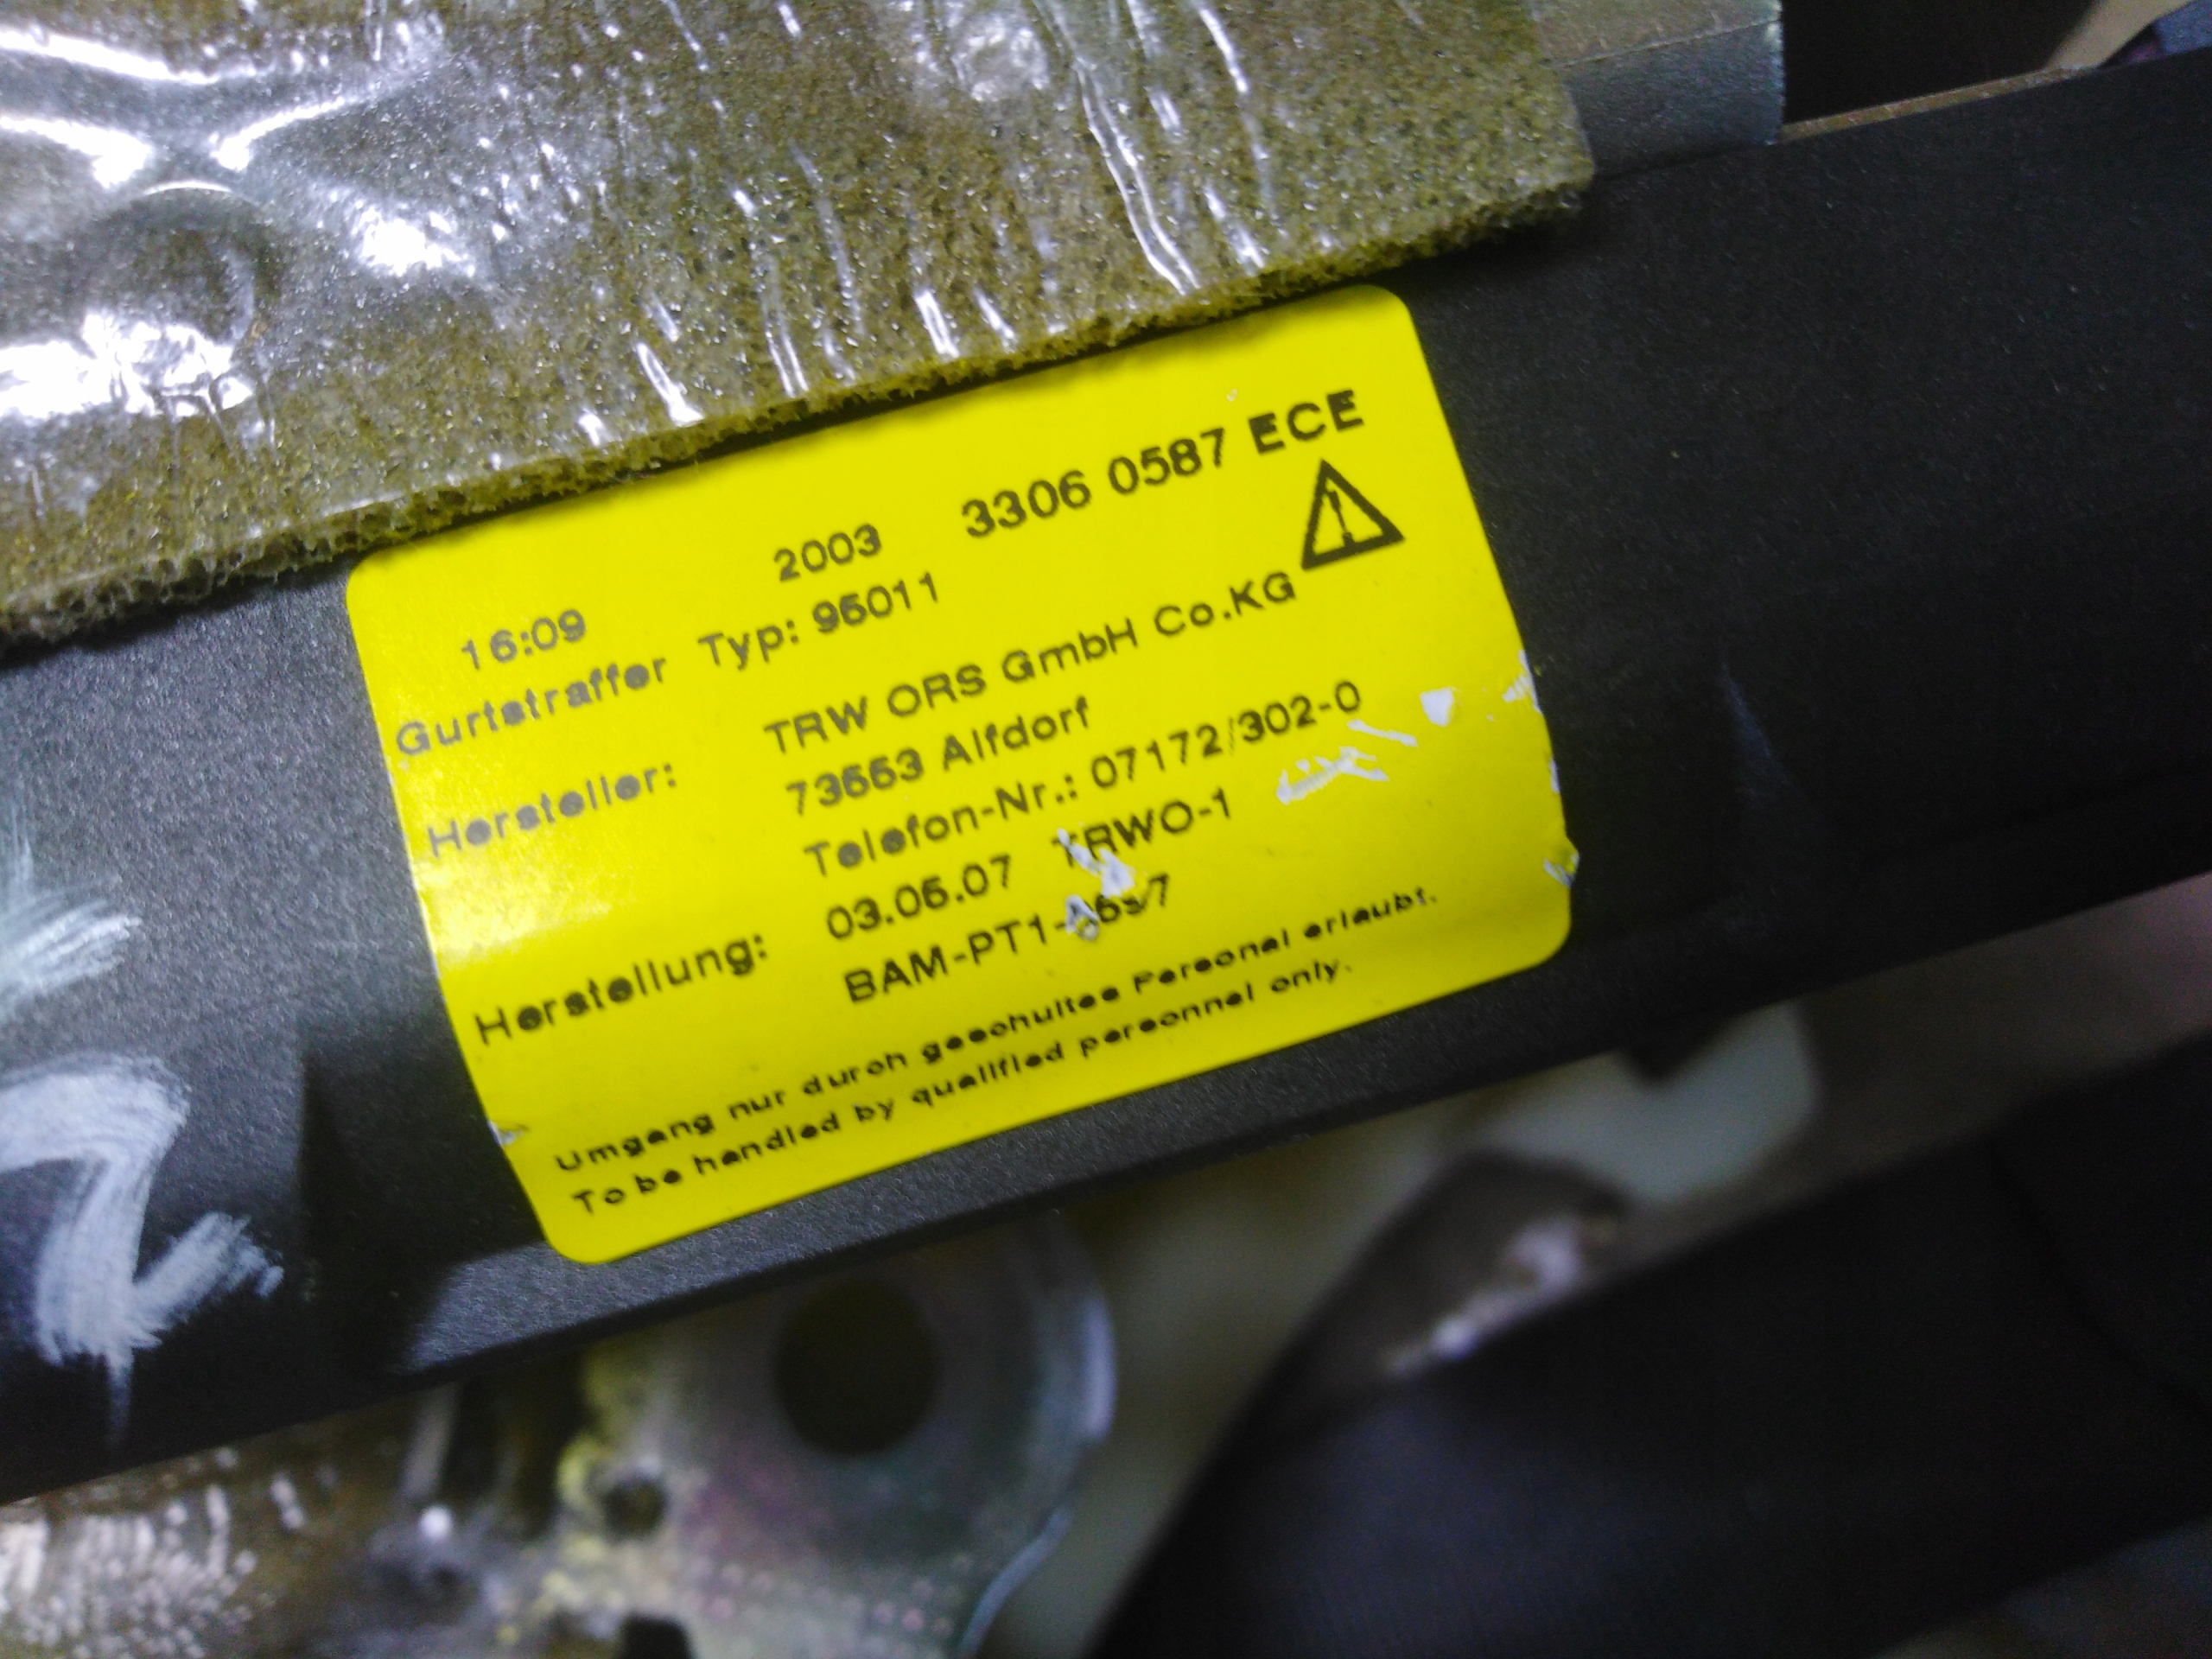 16:09 2003 3306 0587 ECE
Gurtstraffer Typ: 95011
Hersteller: TRW ORS GmbH Co.KG
73553 Alfdorf
Telefon-Nr.: 07172/302-0
Herstellung: 03.05.07 TRWO-1
Umgang nur durch geschultes Personal erlaubt.
To be handled by qualified personnel only.